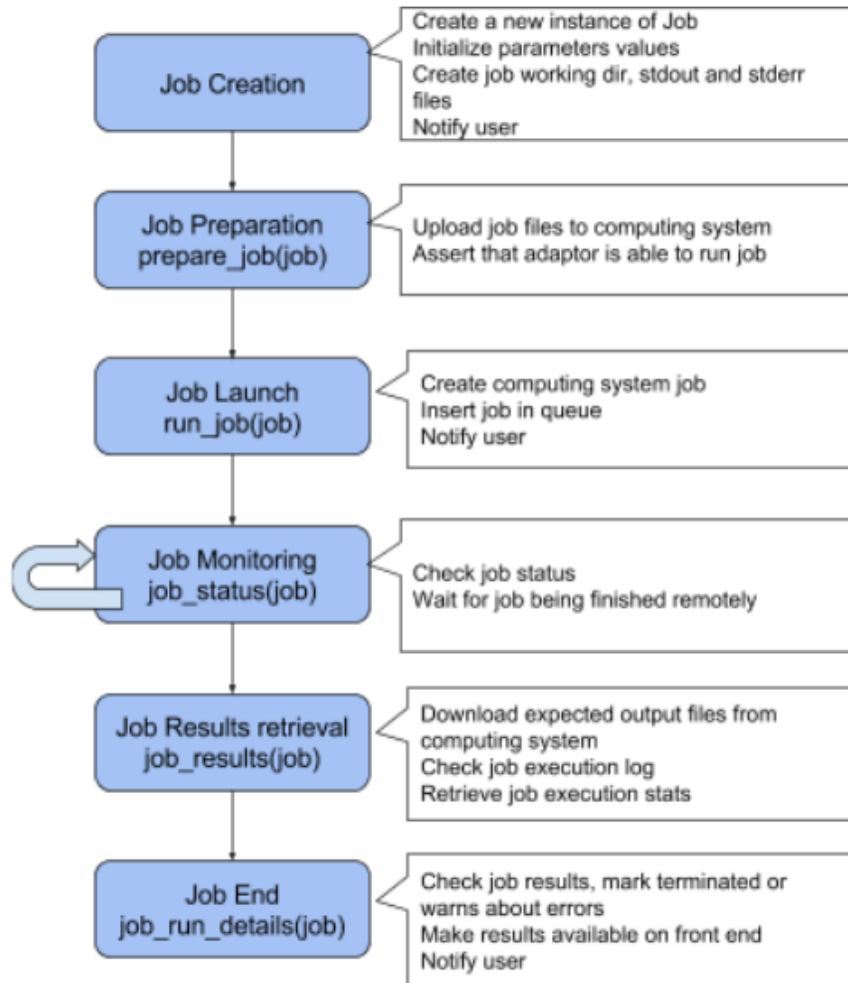 Job Creation
Create a new instance of Job
Initialize parameters values
Create job working dir, stdout and stderr
files
Notify user
Job Preparation
prepare_job(job)
Upload job files to computing system
Assert that adaptor is able to run job
Job Launch
run_job(job)
Create computing system job
Insert job in queue
Notify user
Job Monitoring
job_status(job)
Check job status
Wait for job being finished remotely
Job Results retrieval
job_results(job)
Download expected output files from
computing system
Check job execution log
Retrieve job execution stats
Job End
job_run_details(job)
Check job results, mark terminated or
warns about errors
Make results available on front end
Notify user